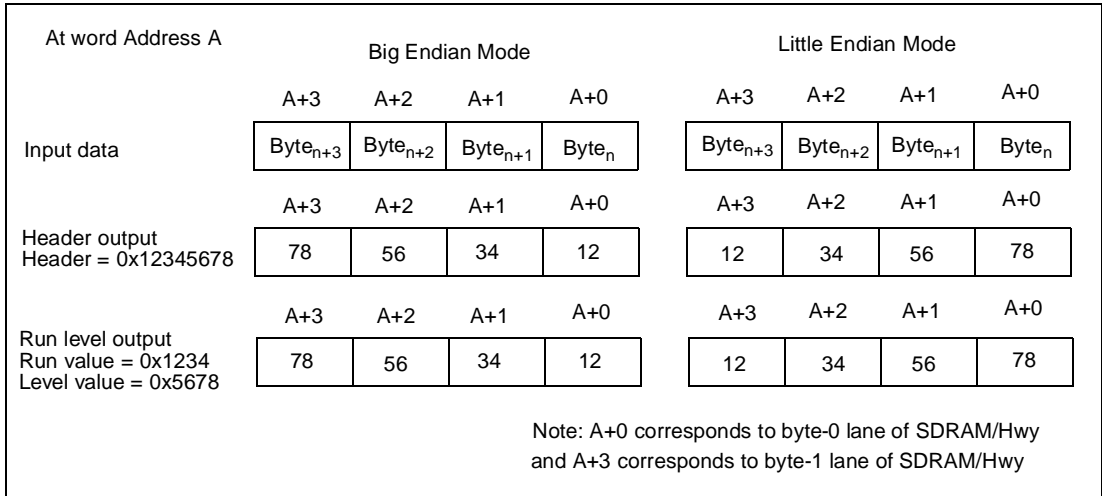 At word Address A
Big Endian Mode Little Endian Mode
A+3 A+2 A+1 A+0 A+3 A+2 A+1 A+0
Input data Byten+3 Byten+2 Byten+1 Byten Byten+3 Byten+2 Byten+1 Byten
A+3 A+2 A+1 A+0 A+3 A+2 A+1 A+0
Header output
Header = 0x12345678 78 56 34 12 12 34 56 78
A+3 A+2 A+1 A+0 A+3 A+2 A+1 A+0
Run level output
Run value = 0x1234 78 56 34 12 12 34 56 78
Level value = 0x5678
Note: A+0 corresponds to byte-0 lane of SDRAM/Hwy
and A+3 corresponds to byte-1 lane of SDRAM/Hwy